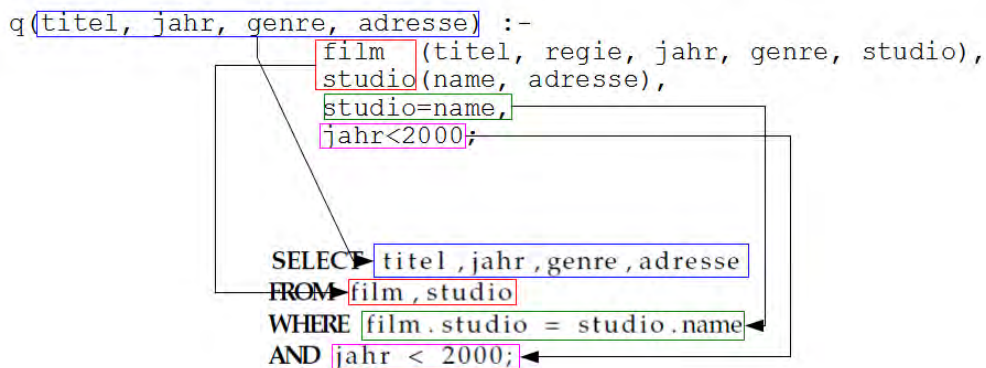 q(titel, jahr, genre, adresse) :-
film (titel, regie, jahr, genre, studio),
studio(name, adresse),
studio=name,
jahr<2000;
SELECT titel , jahr , genre , adresse
FROM film , studio
WHERE film . studio = studio . name
AND jahr < 2000;